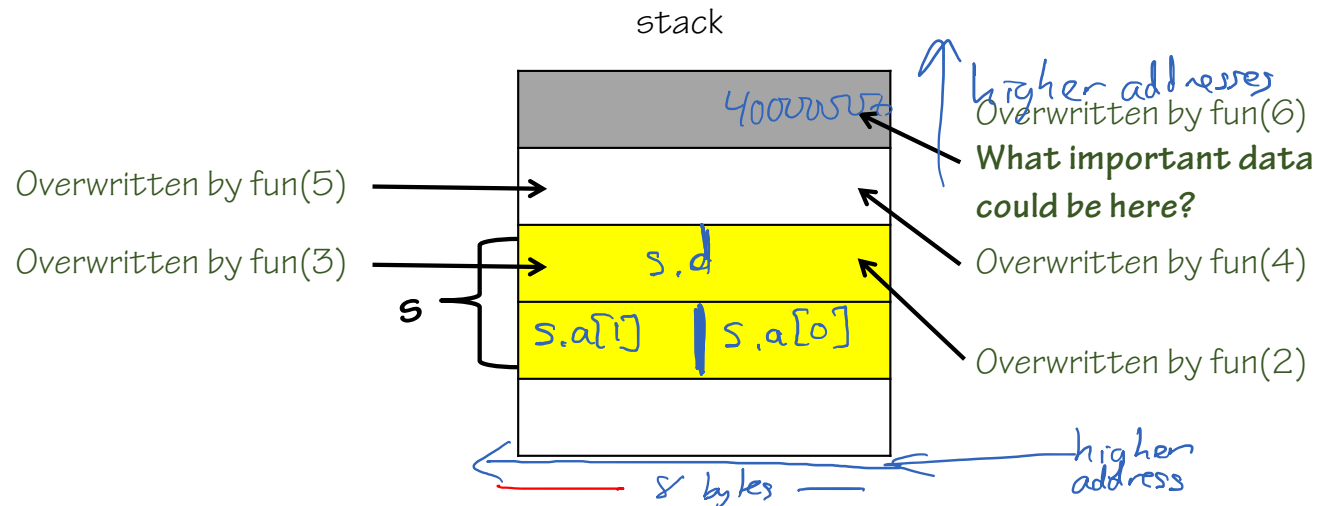 stack
higher addresses
Overwritten by fun(6)
What important data
could be here?
Overwritten by fun(5)
Overwritten by fun(3)
s.d
Overwritten by fun(4)
s
s.a[1] s.a[0]
Overwritten by fun(2)
higher
address
8 bytes